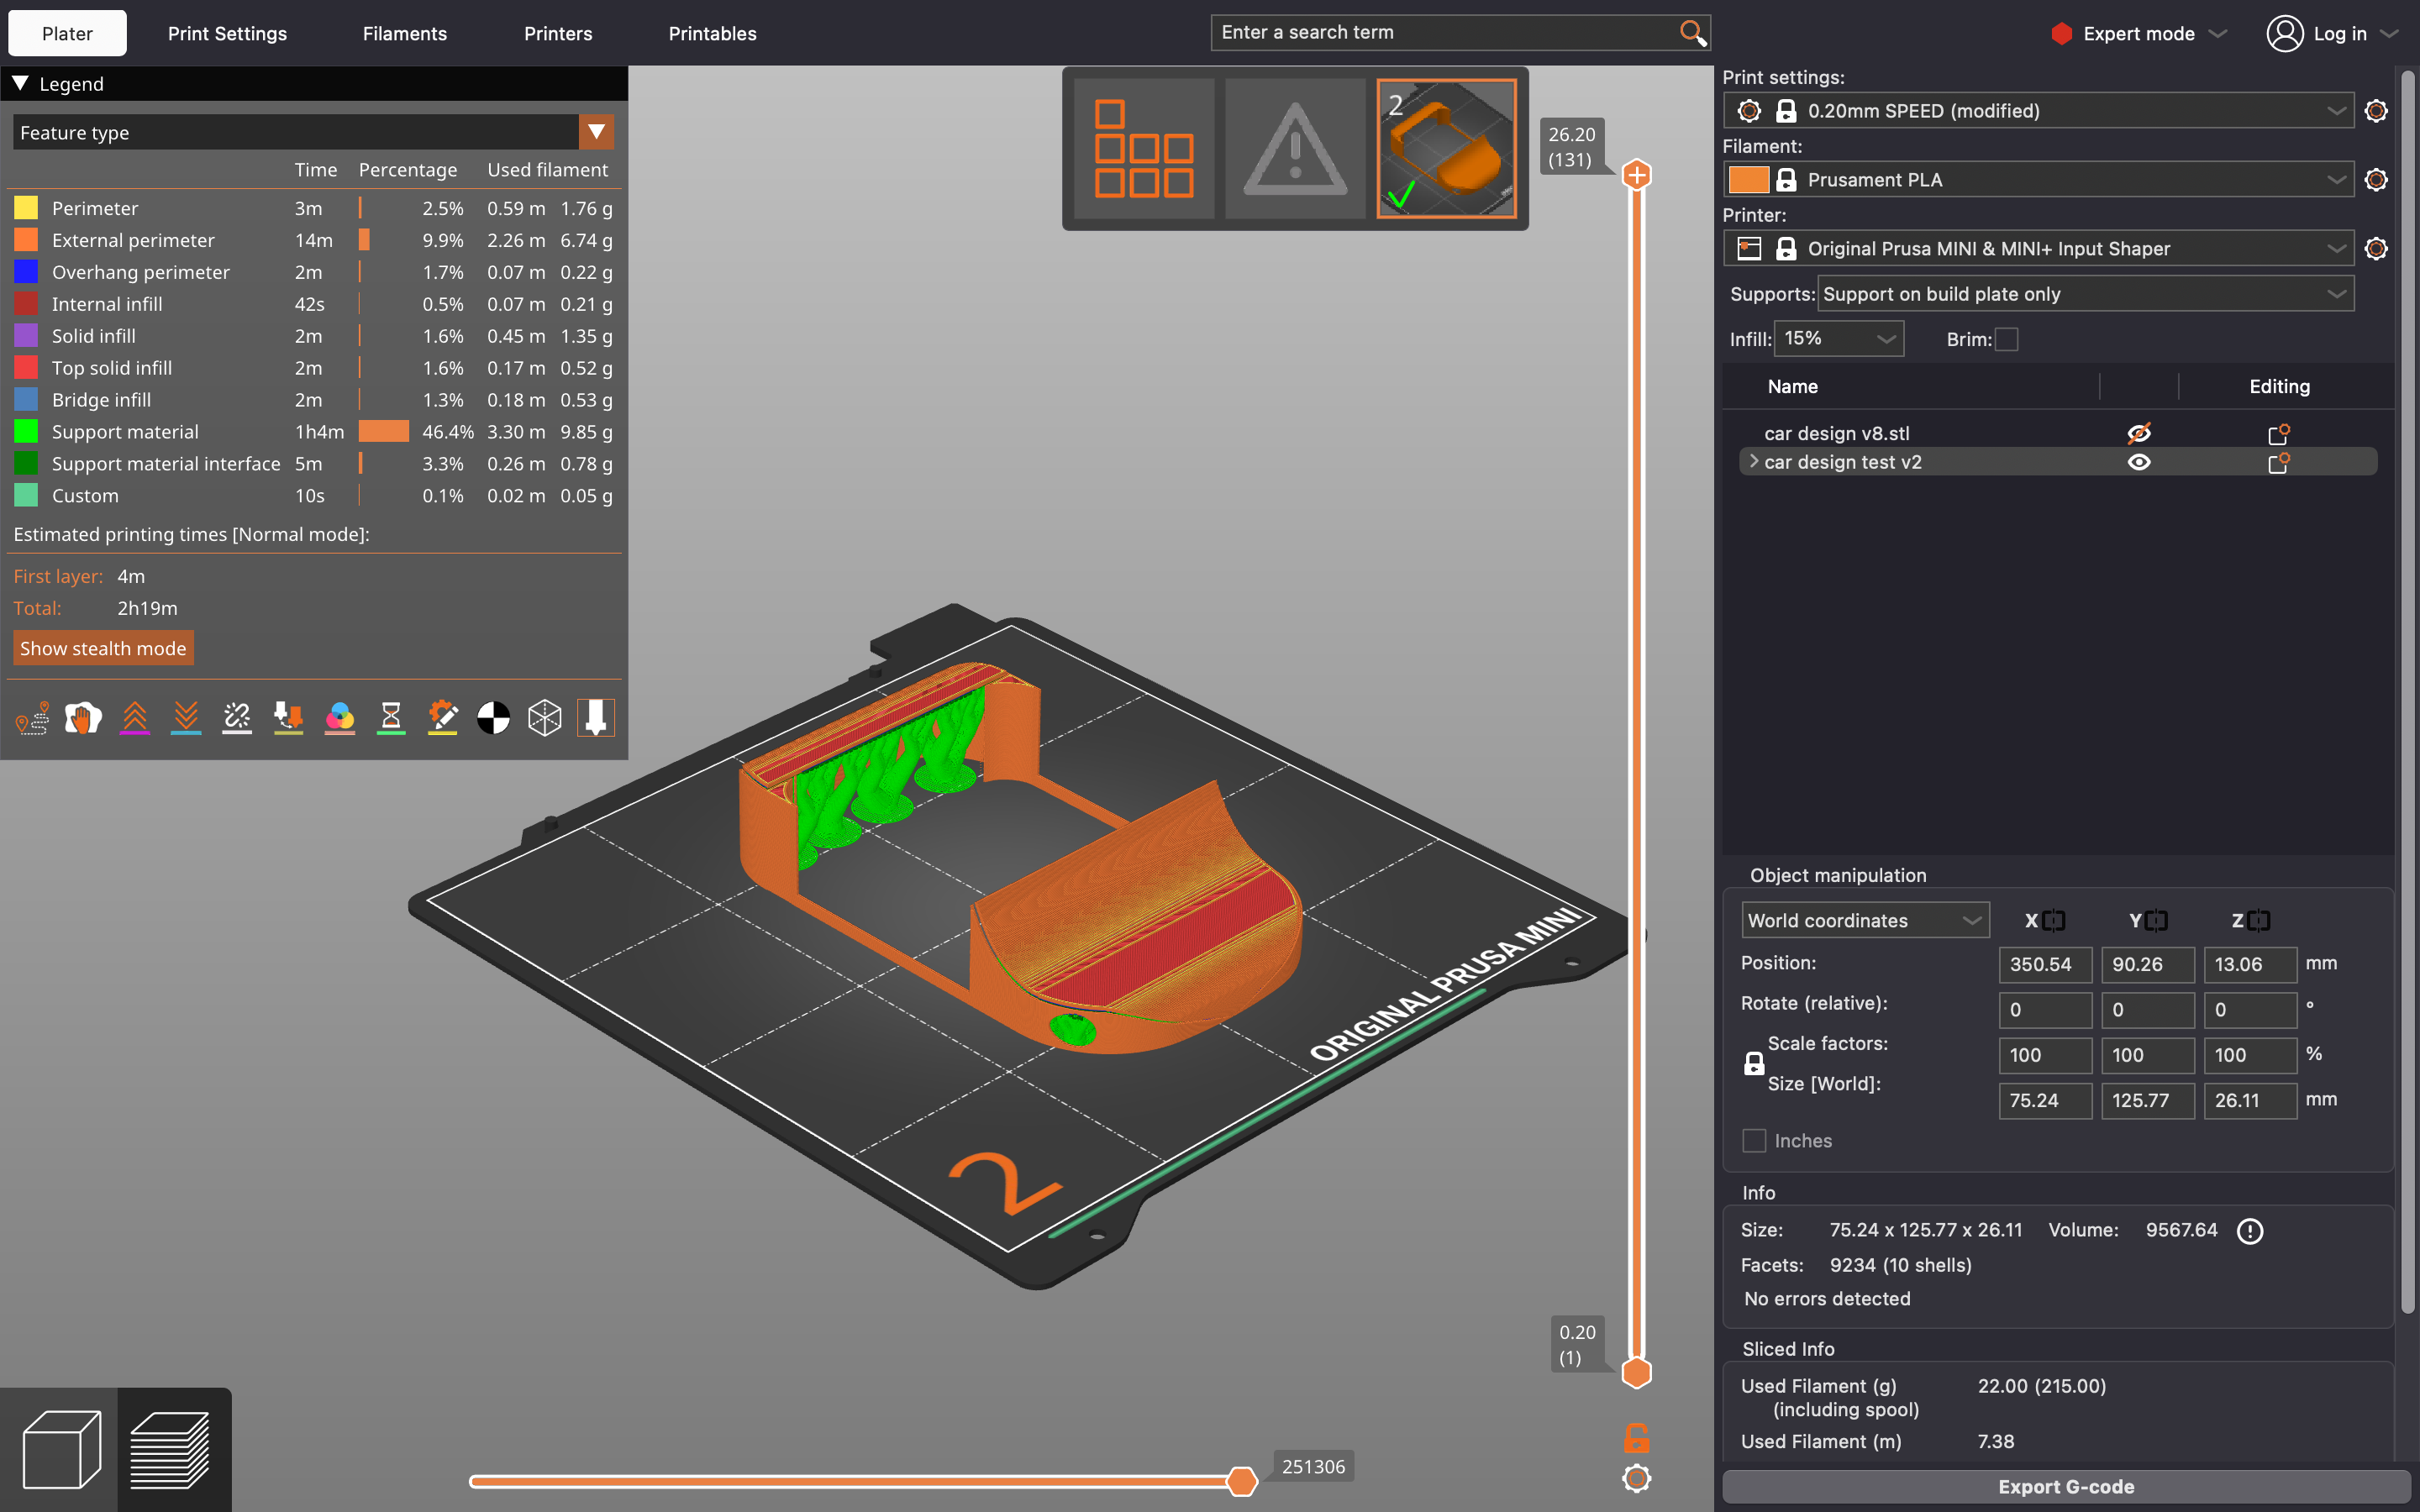 Plater Print Settings Filaments Printers Printables Enter a search term Expert mode Log in
Legend
Feature type
Time Percentage Used filament
Perimeter 3m 2.5% 0.59 m 1.76 g
External perimeter 14m 9.9% 2.26 m 6.74 g
Overhang perimeter 2m 1.7% 0.07 m 0.22 g
Internal infill 42s 0.5% 0.07 m 0.21 g
Solid infill 2m 1.6% 0.45 m 1.35 g
Top solid infill 2m 1.6% 0.17 m 0.52 g
Bridge infill 2m 1.3% 0.18 m 0.53 g
Support material 1h4m 46.4% 3.30 m 9.85 g
Support material interface 5m 3.3% 0.26 m 0.78 g
Custom 10s 0.1% 0.02 m 0.05 g
Estimated printing times [Normal mode]:
First layer: 4m
Total: 2h19m
Show stealth mode
2
26.20
(131)
ORIGINAL PRUSA MINI
2
0.20
(1)
251306
Print settings:
0.20mm SPEED (modified)
Filament:
Prusament PLA
Printer:
Original Prusa MINI & MINI+ Input Shaper
Supports: Support on build plate only
Infill: 15% Brim:
Name Editing
car design v8.stl
car design test v2
Object manipulation
World coordinates X Y Z
Position: 350.54 90.26 13.06 mm
Rotate (relative): 0 0 0 °
Scale factors: 100 100 100 %
Size [World]: 75.24 125.77 26.11 mm
Inches
Info
Size: 75.24 x 125.77 x 26.11 Volume: 9567.64
Facets: 9234 (10 shells)
No errors detected
Sliced Info
Used Filament (g) 22.00 (215.00)
(including spool)
Used Filament (m) 7.38
Export G-code